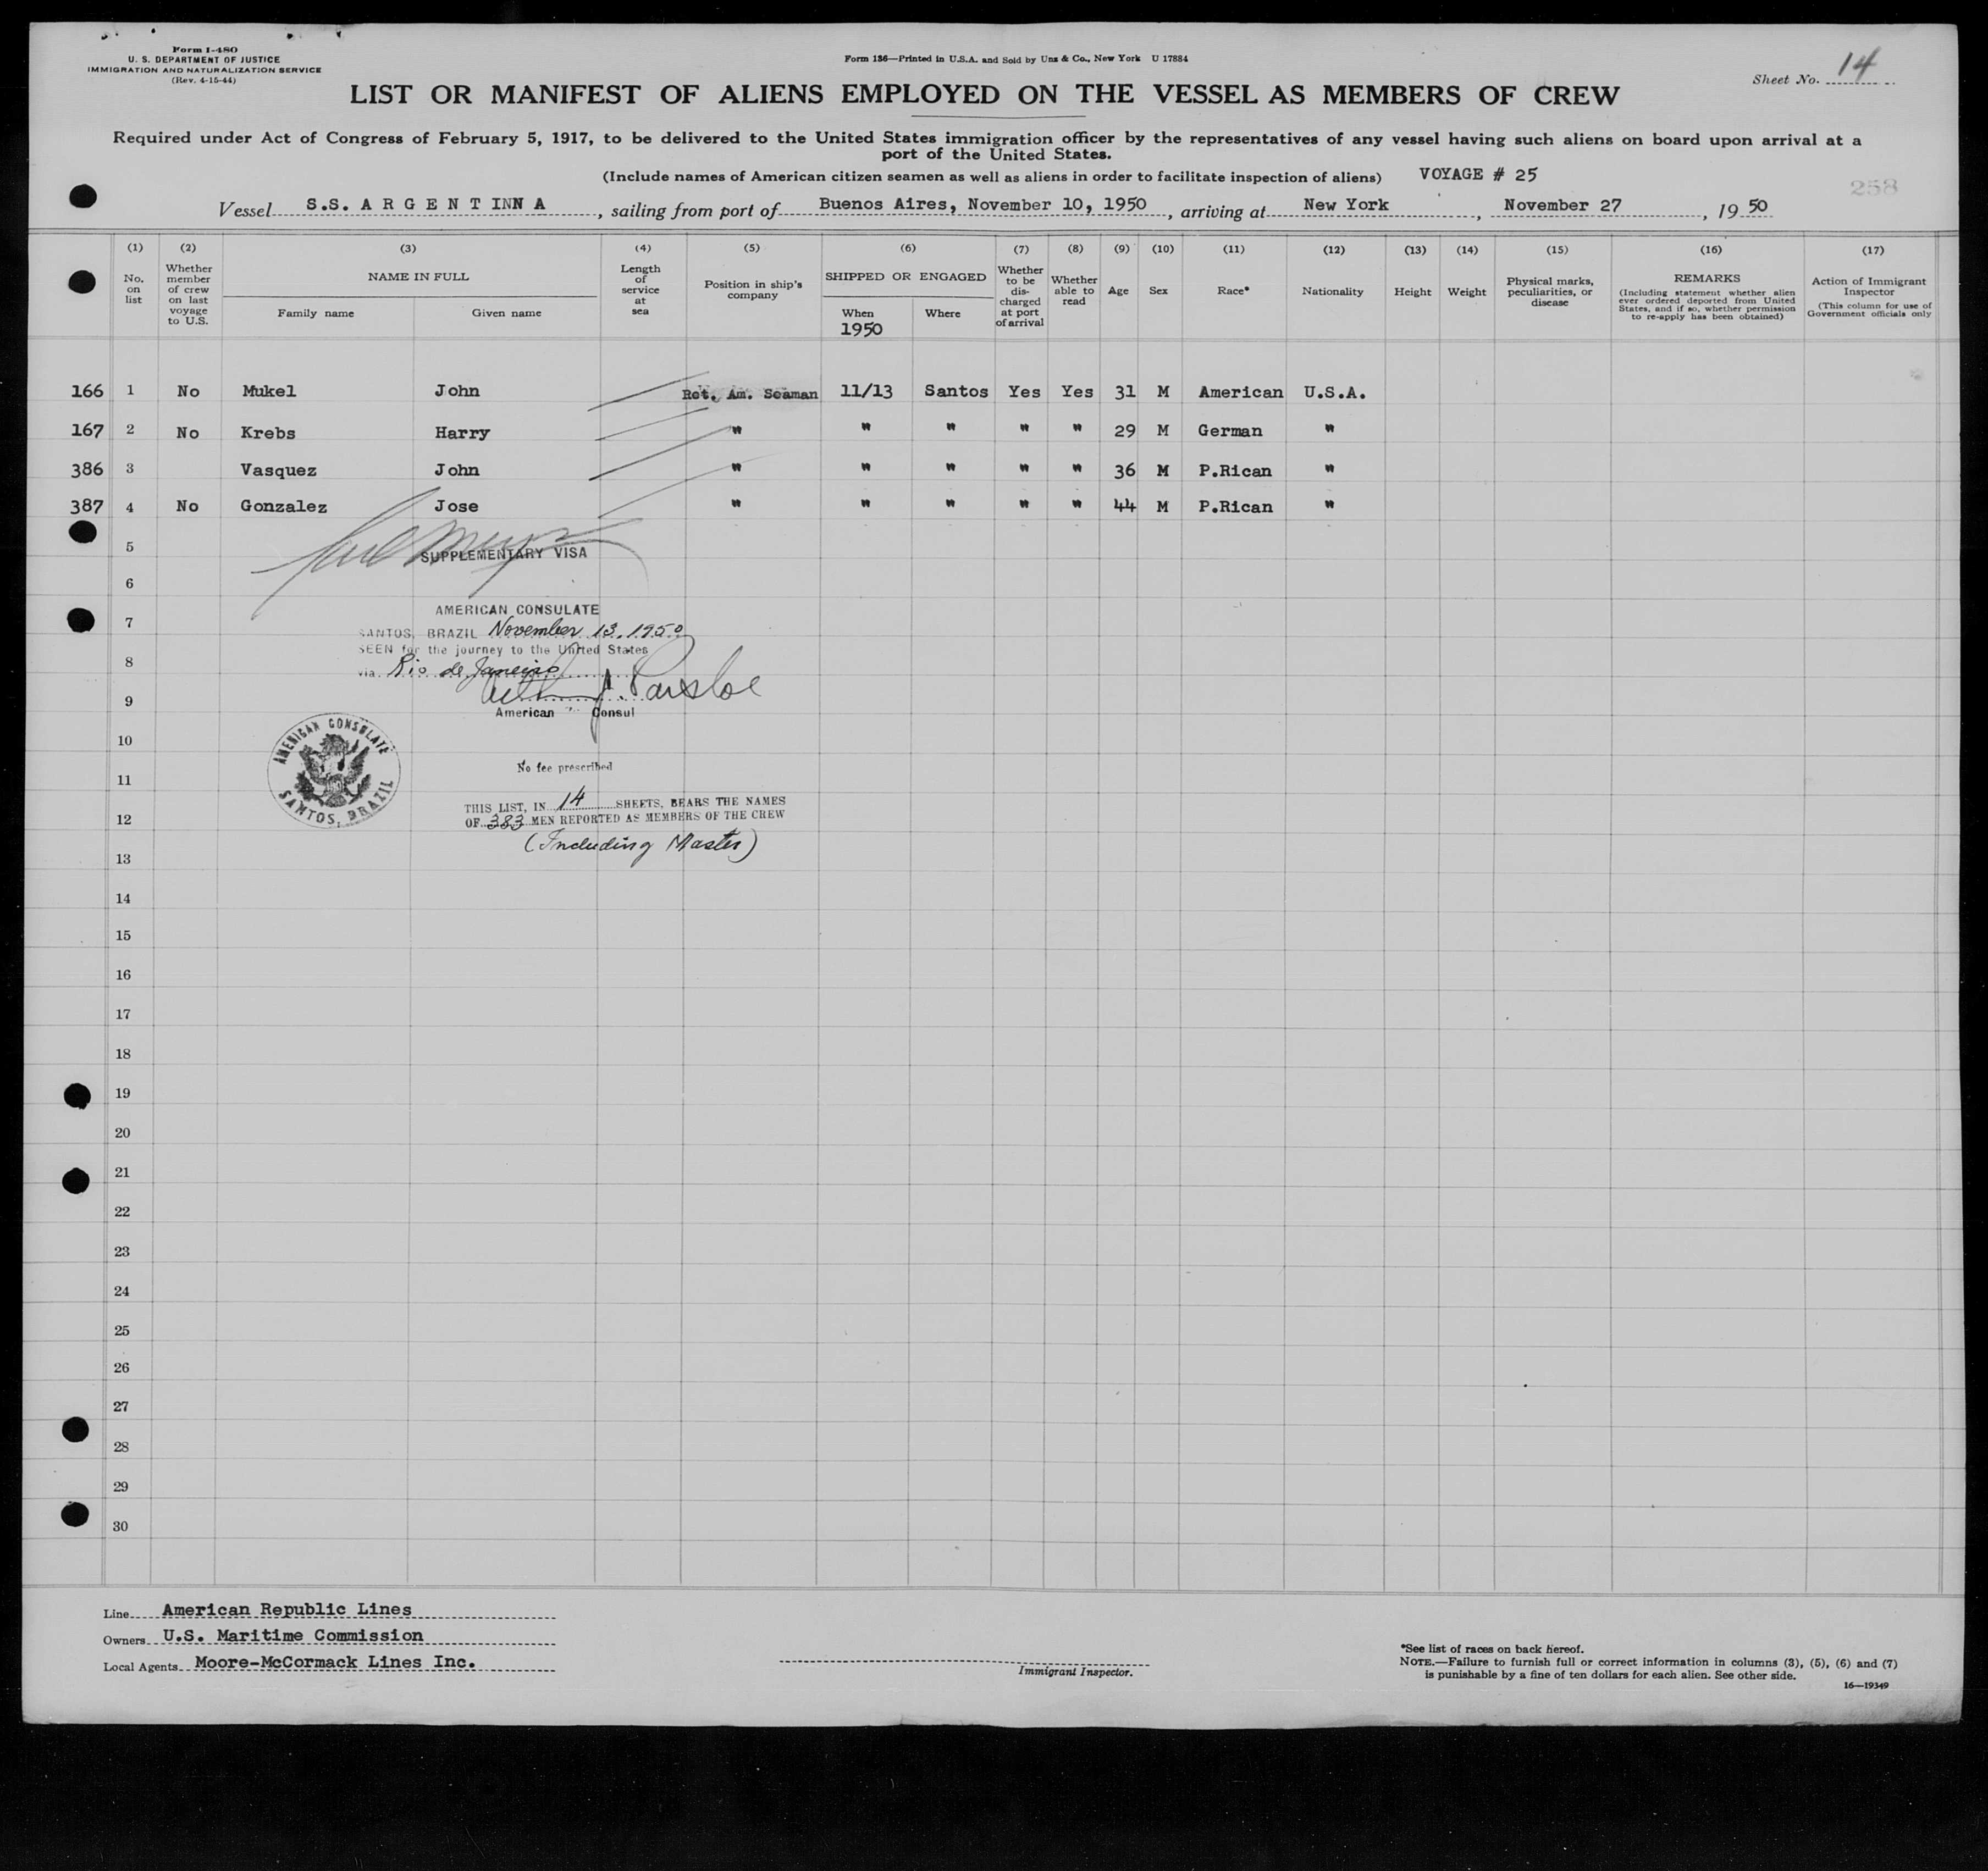 Form I-480
U. S. DEPARTMENT OF JUSTICE
IMMIGRATION AND NATURALIZATION SERVICE
(Rev. 4-15-44)
Form 136—Printed in U.S.A. and Sold by Unz & Co., New York U 17884
Sheet No. 14
LIST OR MANIFEST OF ALIENS EMPLOYED ON THE VESSEL AS MEMBERS OF CREW
Required under Act of Congress of February 5, 1917, to be delivered to the United States immigration officer by the representatives of any vessel having such aliens on board upon arrival at a
port of the United States.
(Include names of American citizen seamen as well as aliens in order to facilitate inspection of aliens) VOYAGE # 25
258
Vessel S.S. A R G E N T INN A, sailing from port of Buenos Aires, November 10, 1950, arriving at New York, November 27, 19 50
(1) No. on list
(2) Whether member of crew on last voyage to U.S.
(3) NAME IN FULL Family name Given name
(4) Length of service at sea
(5) Position in ship's company
(6) SHIPPED OR ENGAGED When 1950 Where
(7) Whether to be discharged at port of arrival
(8) Whether able to read
(9) Age
(10) Sex
(11) Race*
(12) Nationality
(13) Height
(14) Weight
(15) Physical marks, peculiarities, or disease
(16) REMARKS (Including statement whether alien ever ordered deported from United States, and if so, whether permission to re-apply has been obtained)
(17) Action of Immigrant Inspector (This column for use of Government officials only
166 1 No Mukel John Ret. Am. Seaman 11/13 Santos Yes Yes 31 M American U.S.A.
167 2 No Krebs Harry " " " " " 29 M German "
386 3 Vasquez John " " " " " 36 M P.Rican "
387 4 No Gonzalez Jose " " " " " 44 M P.Rican "
5
SUPPLEMENTARY VISA
6
AMERICAN CONSULATE
7
SANTOS, BRAZIL November 13, 1950
SEEN for the journey to the United States
8
via Rio de Janeiro
9
American Consul
10
AMERICAN CONSULATE
SANTOS, BRAZIL
No fee prescribed
11
THIS LIST, IN 14 SHEETS, BEARS THE NAMES
12
OF 383 MEN REPORTED AS MEMBERS OF THE CREW
(Including Master)
13
14
15
16
17
18
19
20
21
22
23
24
25
26
27
28
29
30
Line American Republic Lines
Owners U.S. Maritime Commission
Local Agents Moore-McCormack Lines Inc.
Immigrant Inspector.
*See list of races on back hereof.
NOTE.—Failure to furnish full or correct information in columns (3), (5), (6) and (7)
is punishable by a fine of ten dollars for each alien. See other side.
16—19349